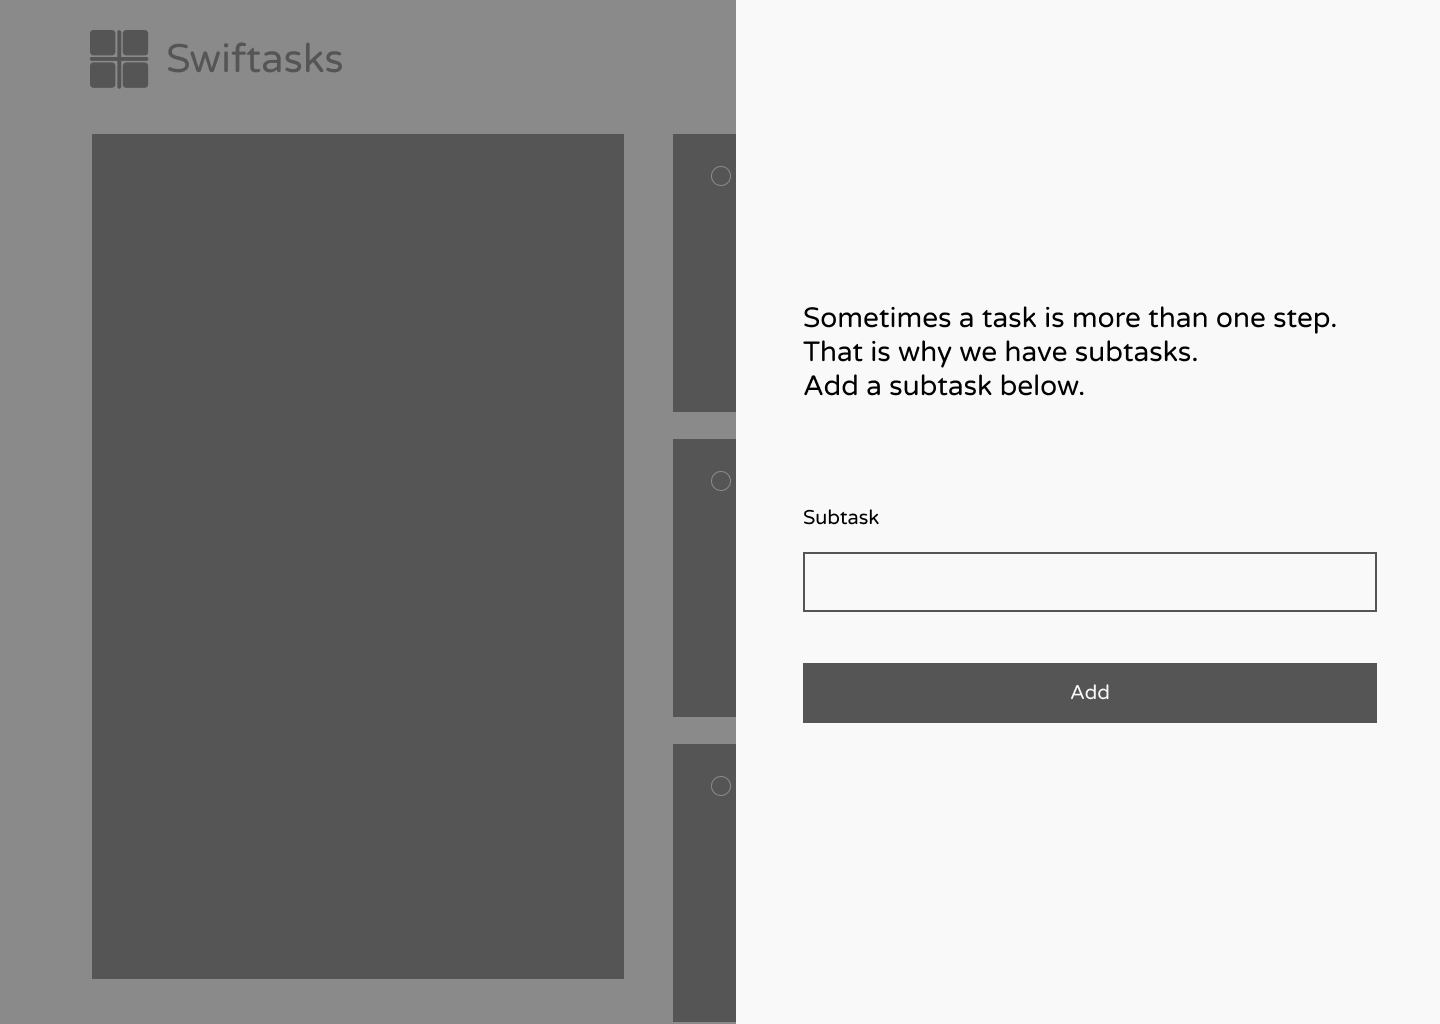 Swiftasks
Sometimes a task is more than one step.
That is why we have subtasks.
Add a subtask below.
Subtask
Add